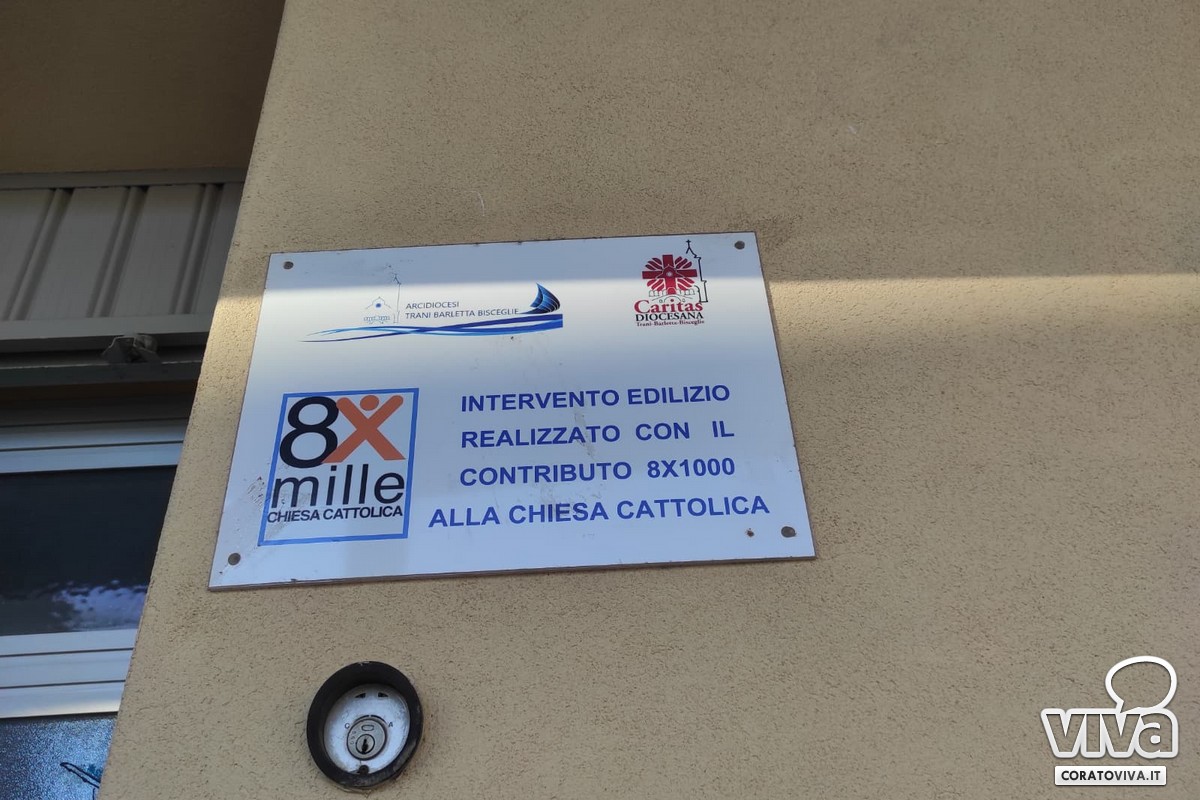 ARCIDIOCESI
TRANI BARLETTA BISCEGLIE
Caritas
DIOCESANA
Trani-Barletta-Bisceglie
8X
mille
CHIESA CATTOLICA
INTERVENTO EDILIZIO
REALIZZATO CON IL
CONTRIBUTO 8X1000
ALLA CHIESA CATTOLICA
C A
viva
CORATOVIVA.IT